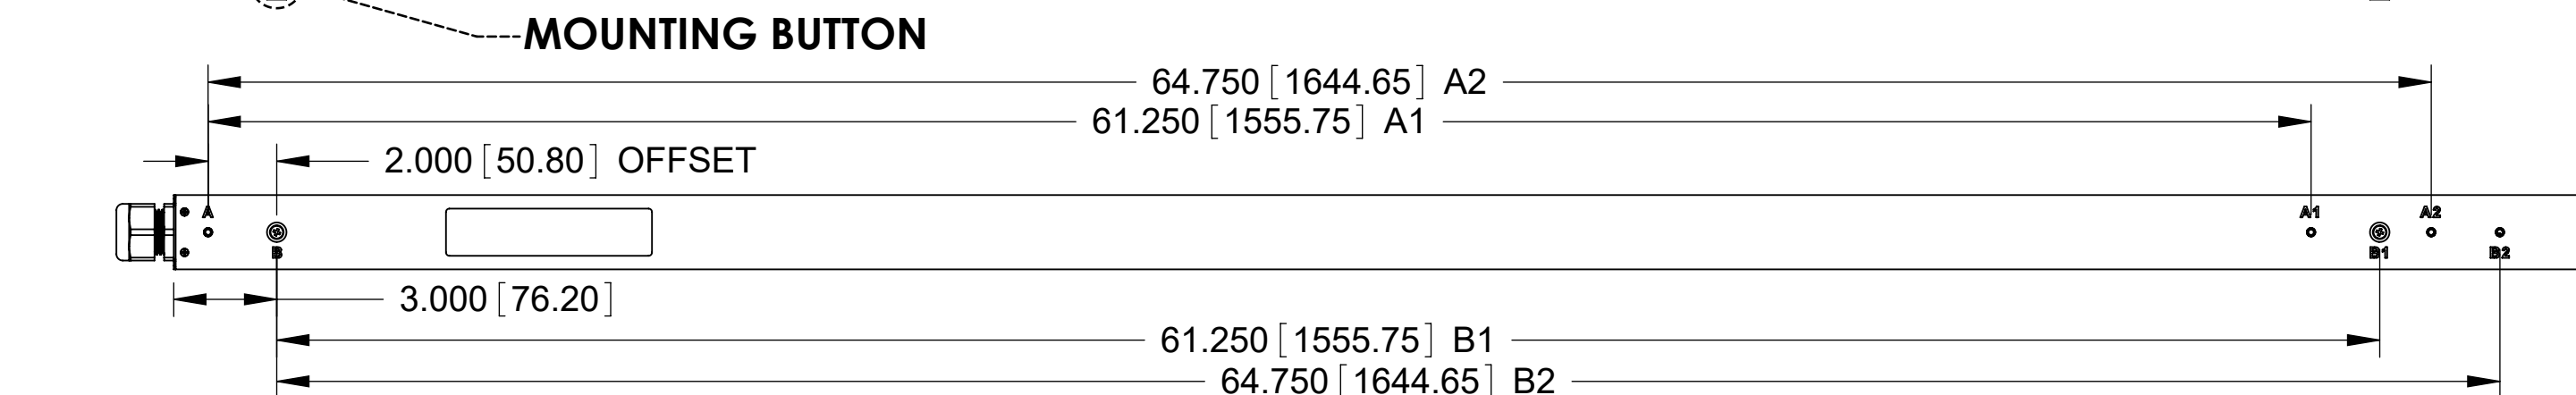 MOUNTING BUTTON
64.750 [1644.65] A2
61.250 [1555.75] A1
2.000 [50.80] OFFSET
A A1 A2
B B1 B2
3.000 [76.20]
61.250 [1555.75] B1
64.750 [1644.65] B2